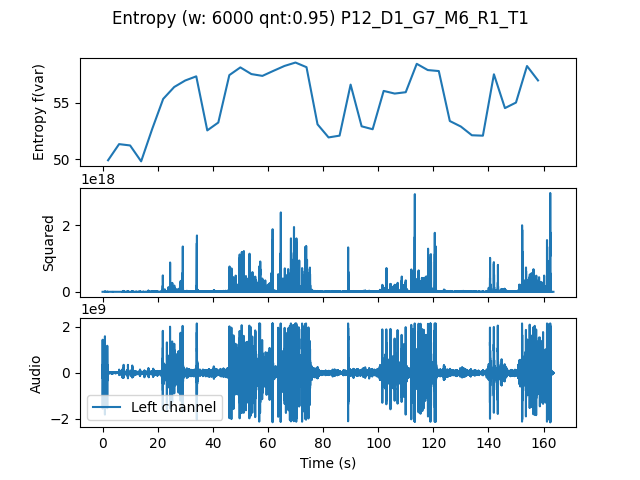 Entropy (w: 6000 qnt:0.95) P12_D1_G7_M6_R1_T1
Entropy f(var)
55
50
1e18
Squared
2
0
1e9
Audio
2
0
−2
Left channel
0 20 40 60 80 100 120 140 160
Time (s)